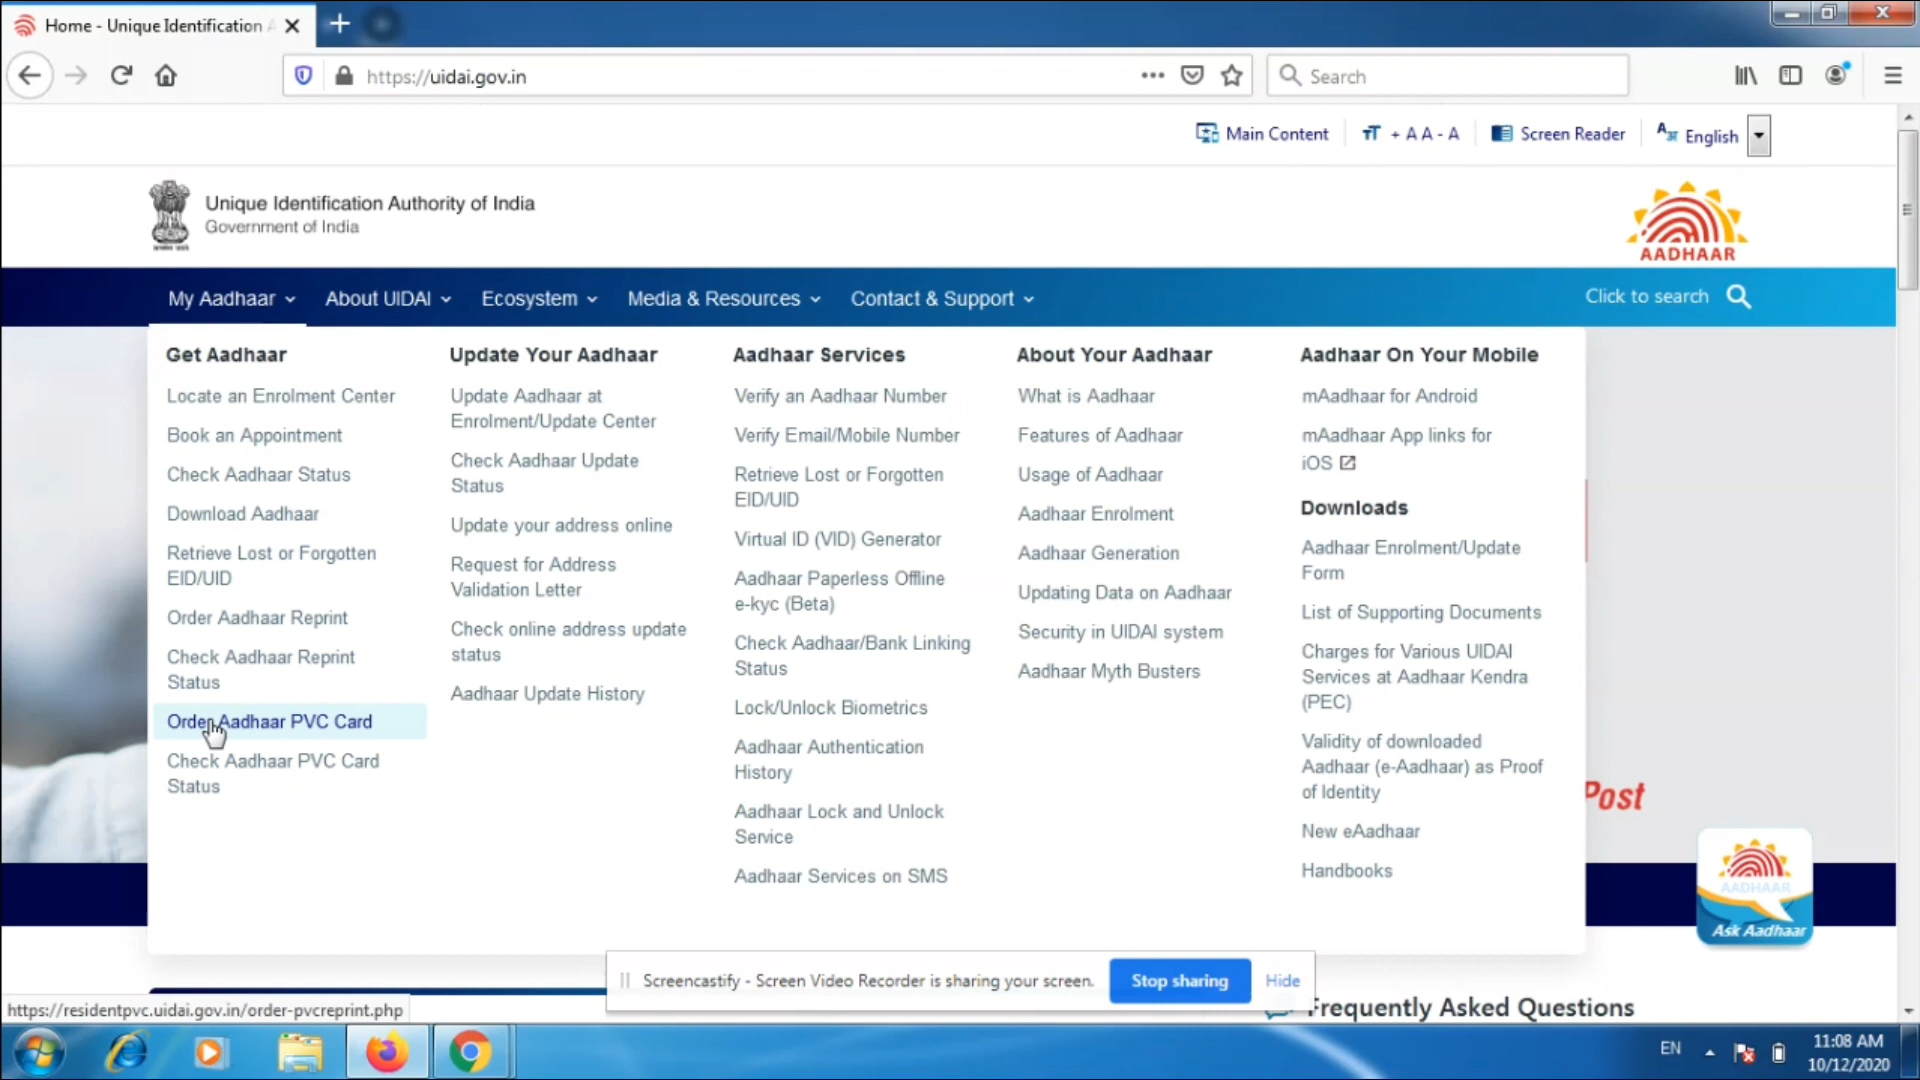 Home - Unique Identification A
https://uidai.gov.in
Search
Main Content
TT + A A - A
Screen Reader
English
Unique Identification Authority of India
Government of India
AADHAAR
My Aadhaar
About UIDAI
Ecosystem
Media & Resources
Contact & Support
Click to search
Get Aadhaar
Locate an Enrolment Center
Book an Appointment
Check Aadhaar Status
Download Aadhaar
Retrieve Lost or Forgotten
EID/UID
Order Aadhaar Reprint
Check Aadhaar Reprint
Status
Order Aadhaar PVC Card
Check Aadhaar PVC Card
Status
Update Your Aadhaar
Update Aadhaar at
Enrolment/Update Center
Check Aadhaar Update
Status
Update your address online
Request for Address
Validation Letter
Check online address update
status
Aadhaar Update History
Aadhaar Services
Verify an Aadhaar Number
Verify Email/Mobile Number
Retrieve Lost or Forgotten
EID/UID
Virtual ID (VID) Generator
Aadhaar Paperless Offline
e-kyc (Beta)
Check Aadhaar/Bank Linking
Status
Lock/Unlock Biometrics
Aadhaar Authentication
History
Aadhaar Lock and Unlock
Service
Aadhaar Services on SMS
About Your Aadhaar
What is Aadhaar
Features of Aadhaar
Usage of Aadhaar
Aadhaar Enrolment
Aadhaar Generation
Updating Data on Aadhaar
Security in UIDAI system
Aadhaar Myth Busters
Aadhaar On Your Mobile
mAadhaar for Android
mAadhaar App links for
iOS
Downloads
Aadhaar Enrolment/Update
Form
List of Supporting Documents
Charges for Various UIDAI
Services at Aadhaar Kendra
(PEC)
Validity of downloaded
Aadhaar (e-Aadhaar) as Proof
of Identity
New eAadhaar
Handbooks
Post
AADHAAR
Ask Aadhaar
Screencastify - Screen Video Recorder is sharing your screen.
Stop sharing
Hide
Frequently Asked Questions
https://residentpvc.uidai.gov.in/order-pvcreprint.php
EN
11:08 AM
10/12/2020